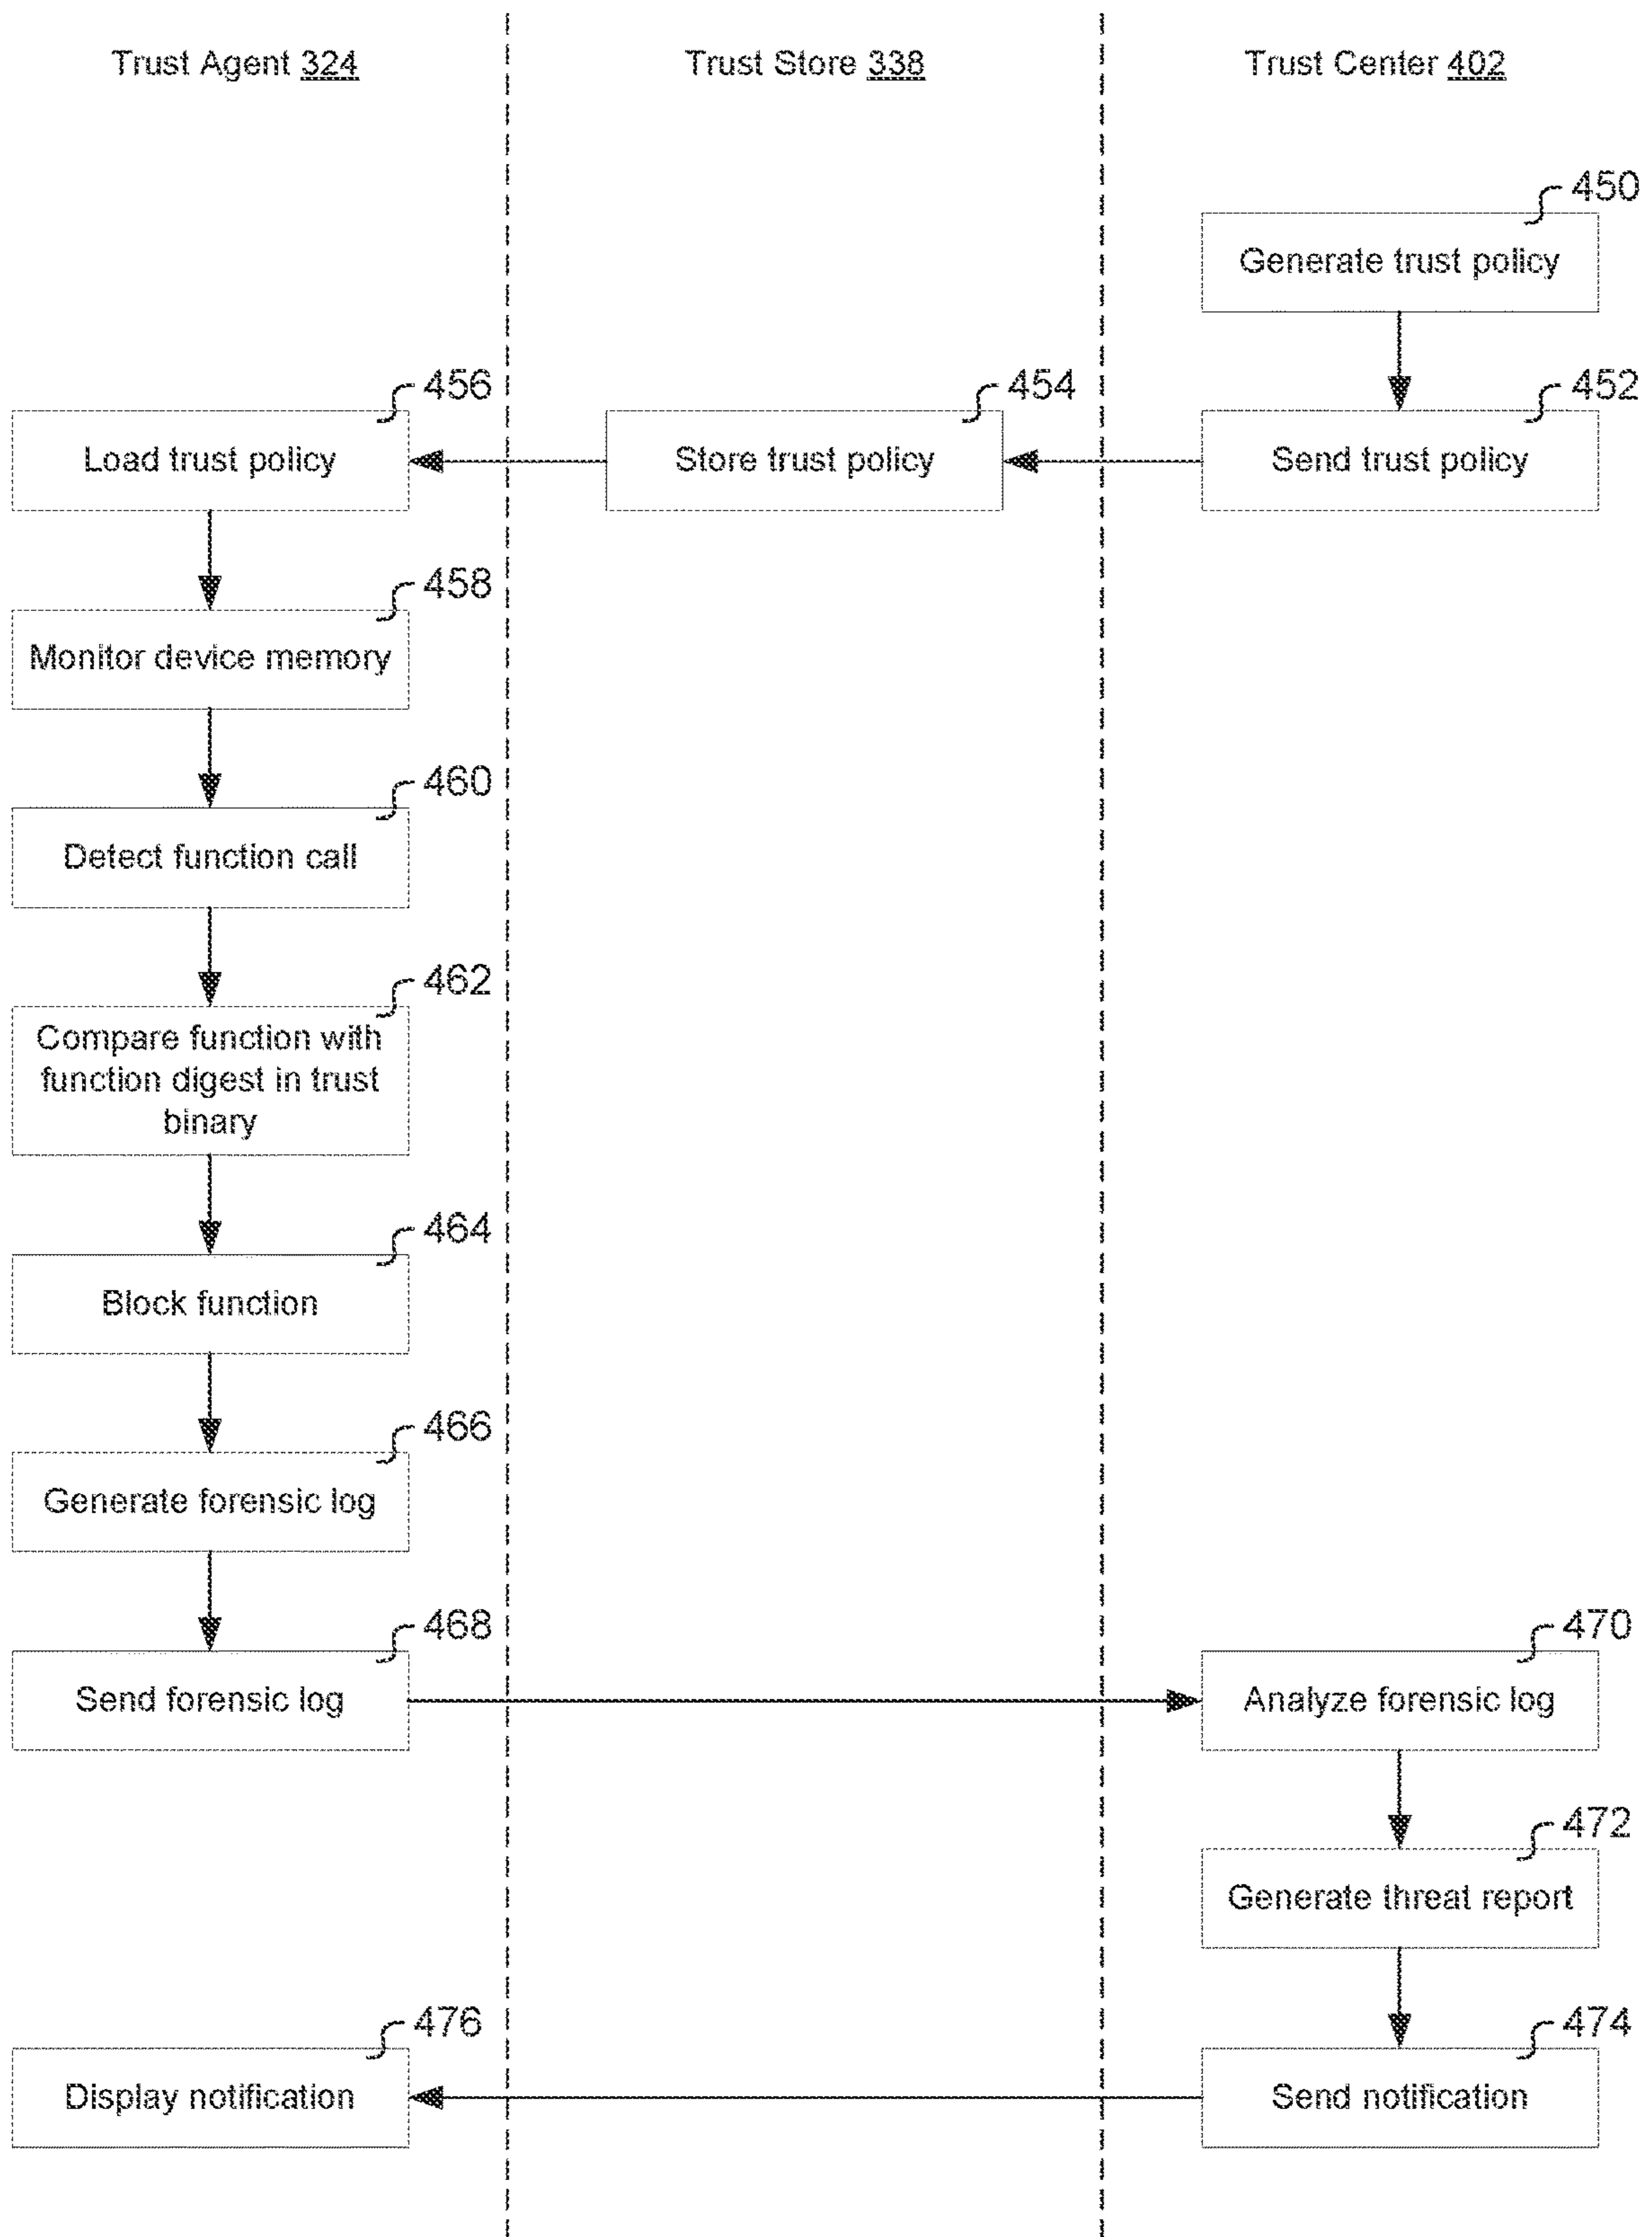 Trust Agent 324
Trust Store 338
Trust Center 402
450
Generate trust policy
456
454
452
Load trust policy
Store trust policy
Send trust policy
458
Monitor device memory
460
Detect function call
462
Compare function with
function digest in trust
binary
464
Block function
466
Generate forensic log
468
470
Send forensic log
Analyze forensic log
472
Generate threat report
476
474
Display notification
Send notification